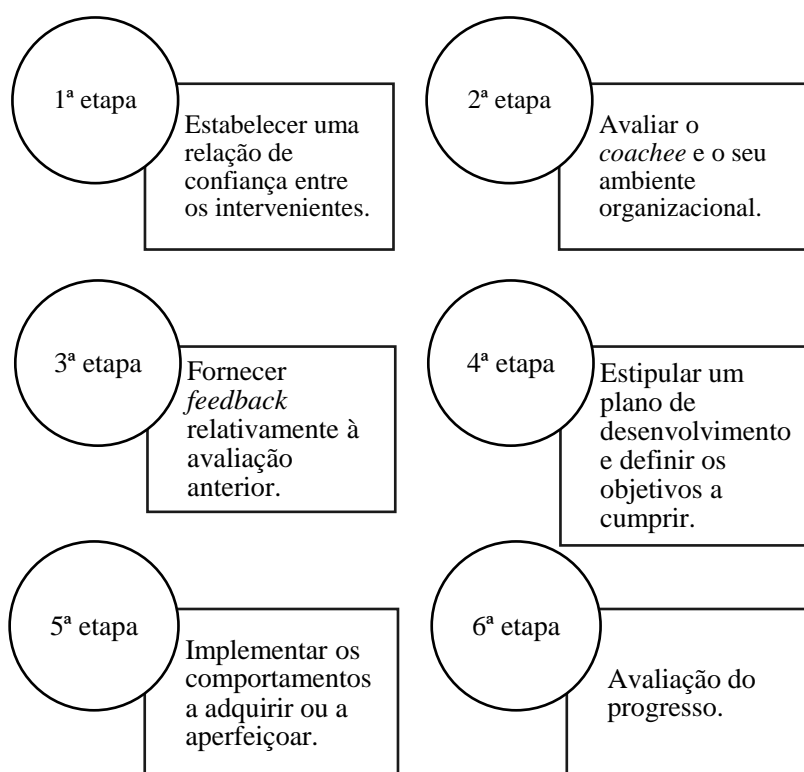 1ª etapa
Estabelecer uma
relação de
confiança entre
os intervenientes.
2ª etapa
Avaliar o
coachee e o seu
ambiente
organizacional.
3ª etapa
Fornecer
feedback
relativamente à
avaliação
anterior.
4ª etapa
Estipular um
plano de
desenvolvimento
e definir os
objetivos a
cumprir.
5ª etapa
Implementar os
comportamentos
a adquirir ou a
aperfeiçoar.
6ª etapa
Avaliação do
progresso.